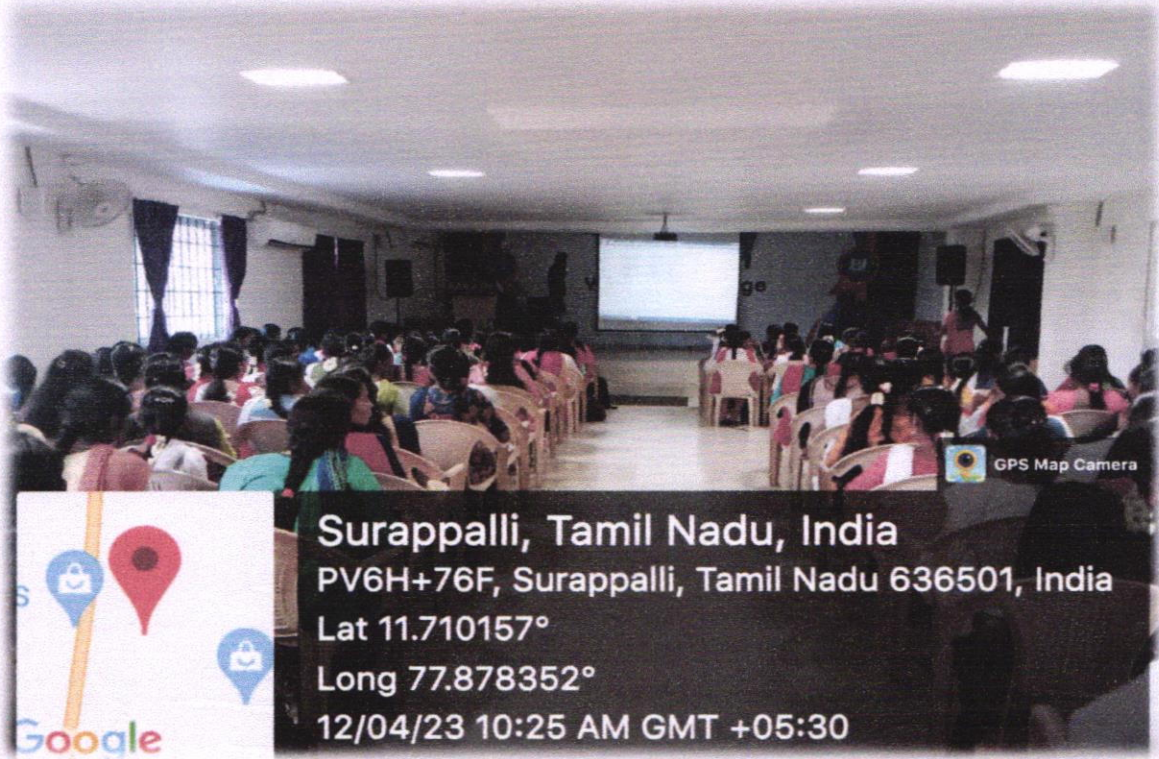 ge
GPS Map Camera
Surappalli, Tamil Nadu, India
PV6H+76F, Surappalli, Tamil Nadu 636501, India
Lat 11.710157°
Long 77.878352°
12/04/23 10:25 AM GMT +05:30
s
Google